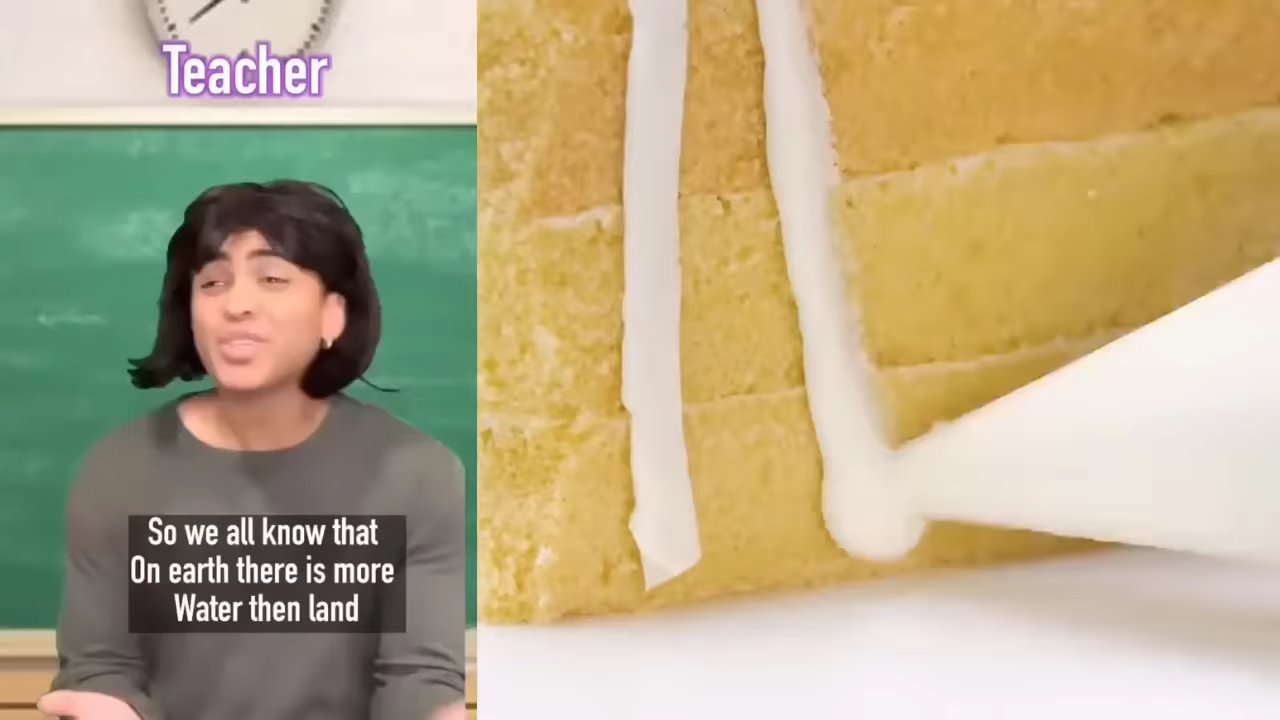 Teacher
So we all know that
On earth there is more
Water then land